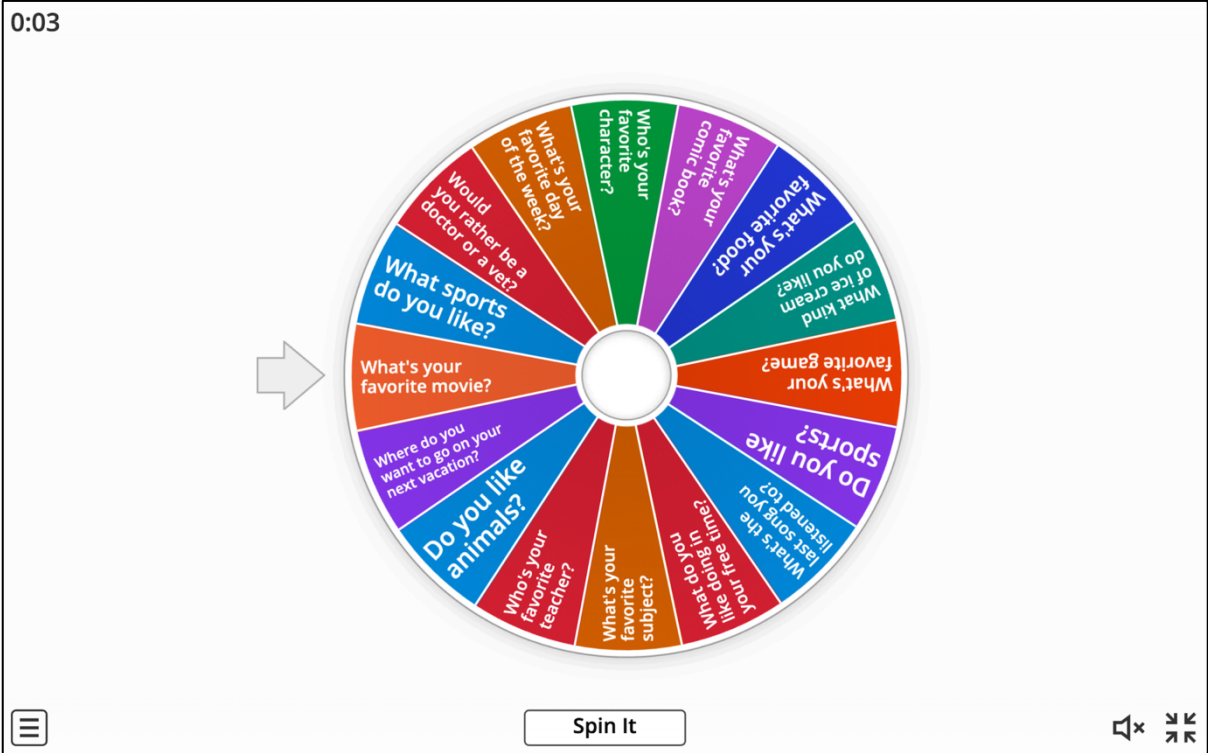 0:03
Who's your
favorite
character?
What's your
favorite
comic book?
What's your
favorite food?
What kind
of ice cream
do you like?
What's your
favorite game?
Do you like
sports?
What's the
last song you
listened to?
What do you
like doing in
your free time?
What's your
favorite
subject?
Who's your
favorite
teacher?
Do you like
animals?
Where do you
want to go on your
next vacation?
What's your
favorite movie?
What sports
do you like?
Would
you rather be a
doctor or a vet?
What's your
favorite day
of the week?
Spin It